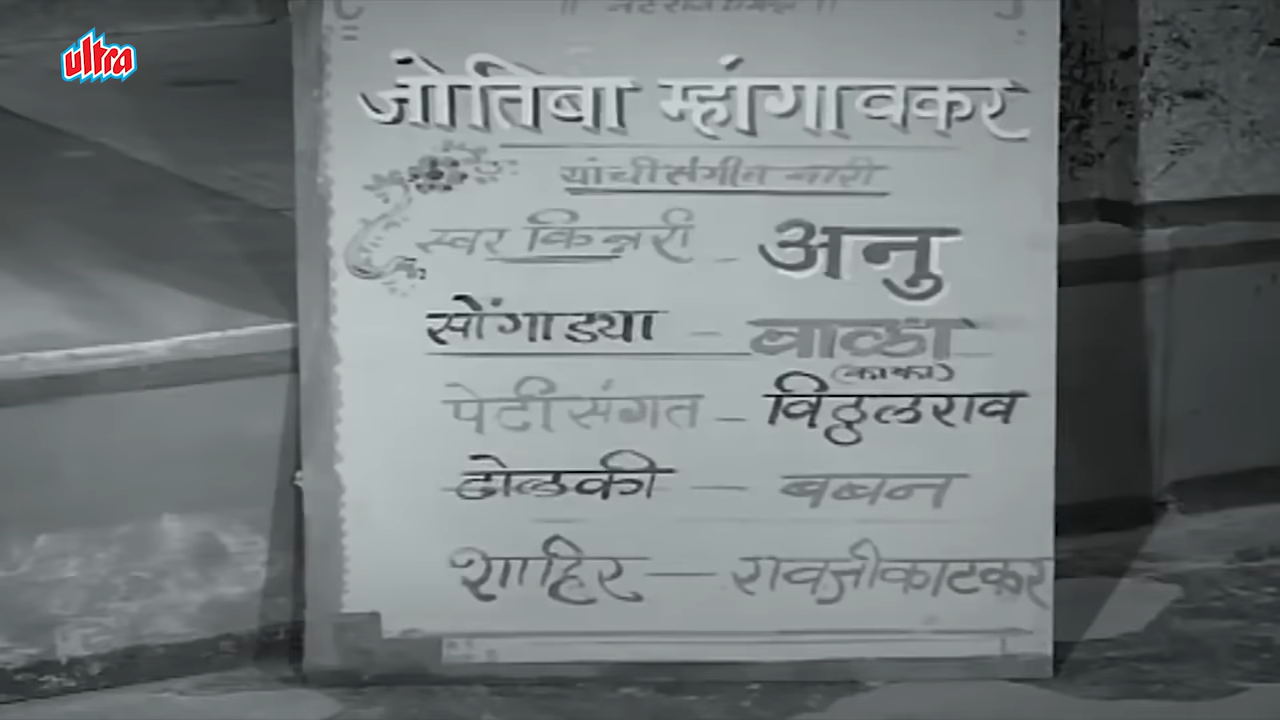 ultra
जोतिबा म्हांगावकर
यांची संगीत बारी
स्वर किन्नरी - अनु
सोंगाड्या - बाळा
(काका)
पेटी संगत - विठ्ठलराव
ढोलकी - बबन
शाहिर - रावजी काटकर